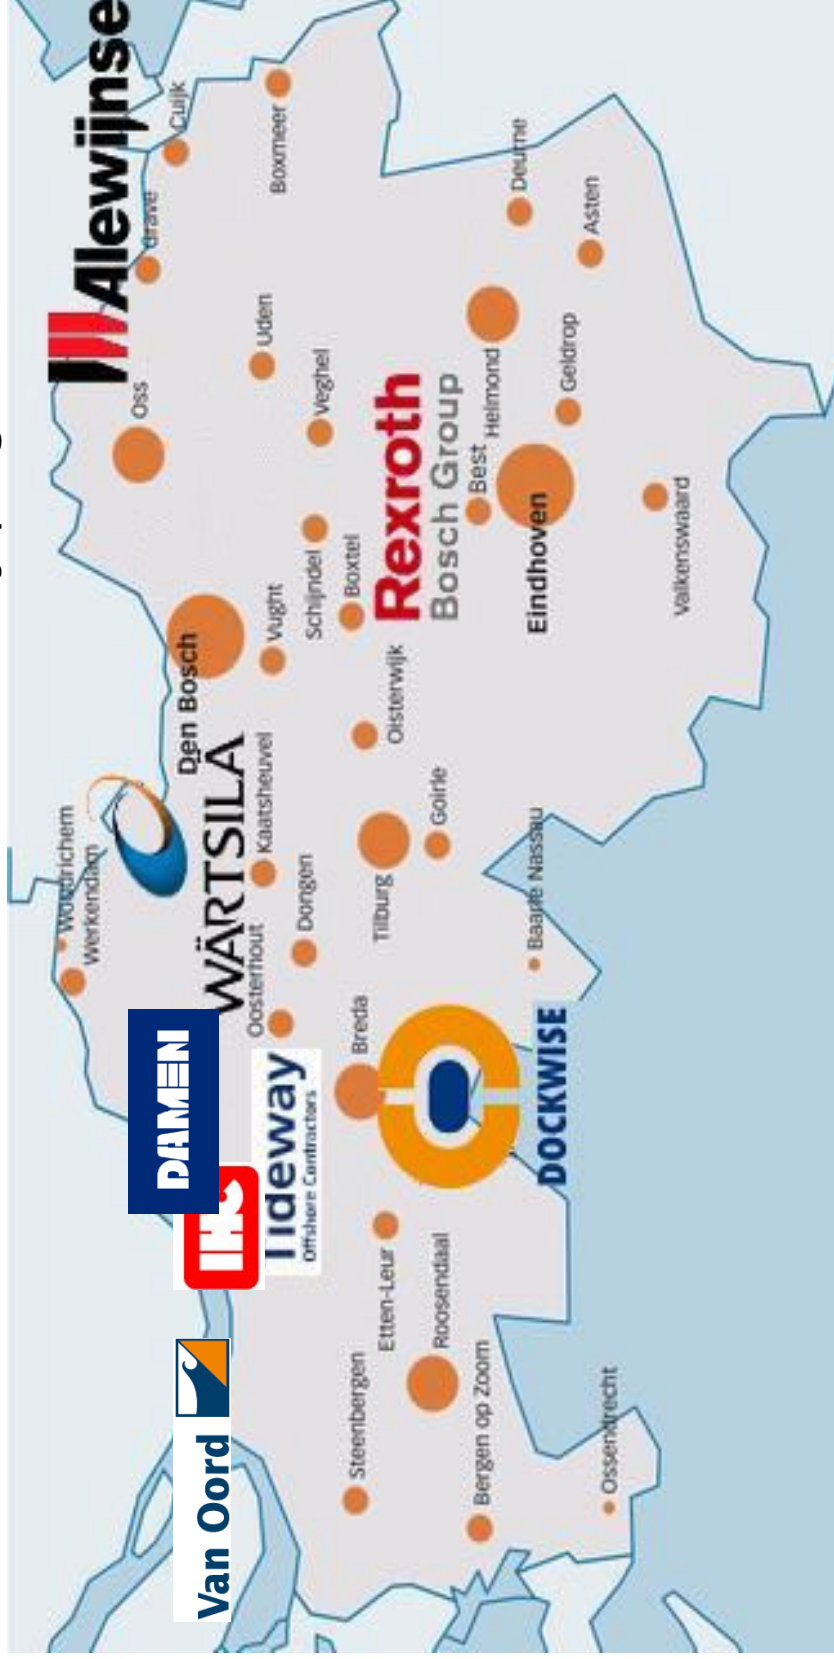 Alewijnse
Cuijk
Grave
Boxmeer
Oss
Uden
Veghel
Deurne
Asten
Helmond
Geldrop
Rexroth
Bosch Group
Best
Eindhoven
Valkenswaard
Schijndel
Boxtel
Vught
Den Bosch
Oisterwijk
WÄRTSILÄ
Kaatsheuvel
Woudrichem
Werkendam
Dongen
Oosterhout
Tilburg
Goirle
Baarle Nassau
DAMEN
IHC
Tideway
Offshore Contractors
Breda
DOCKWISE
Etten-Leur
Roosendaal
Van Oord
Steenbergen
Bergen op Zoom
Ossendrecht